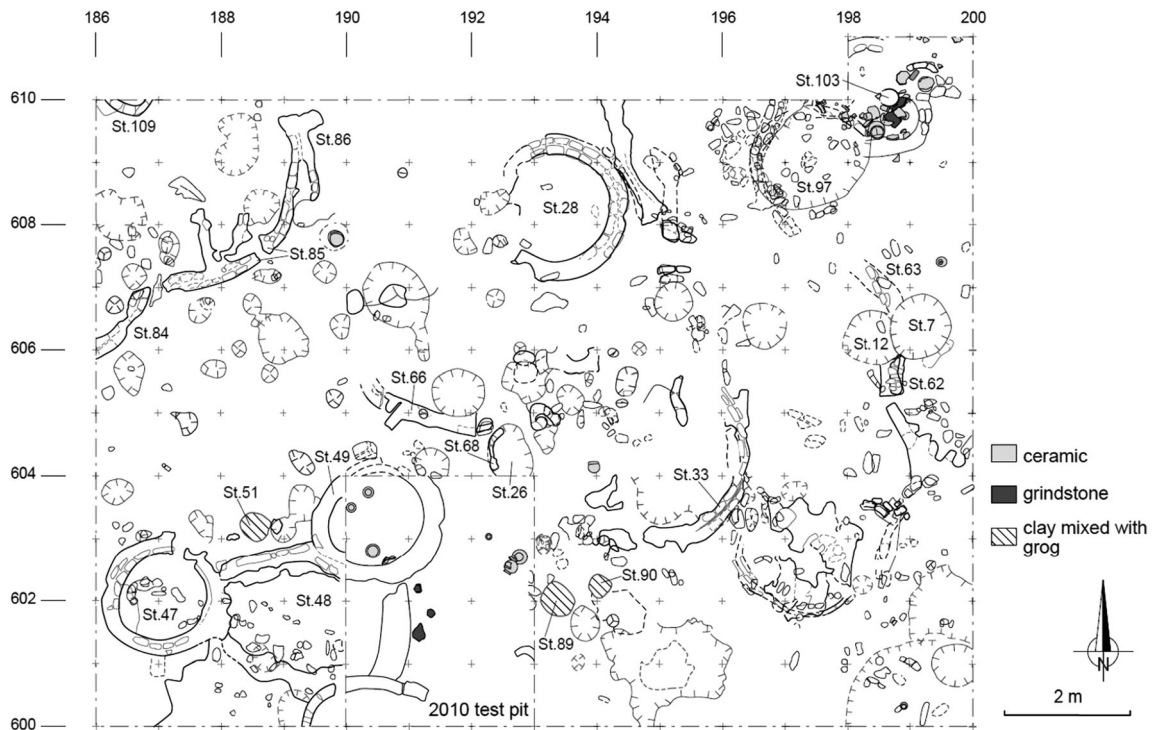 186 188 190 192 194 196 198 200
St.103
610
St.109
St.86
St.97
608
St.28
St.85
St.63
St.84
St.7
St.12
606
St.66
St.62
St.68
604
St.49
St.26
St.33
St.51
ceramic
grindstone
clay mixed with
grog
St.90
602
St.47
St.48
St.89
N
2 m
600
2010 test pit